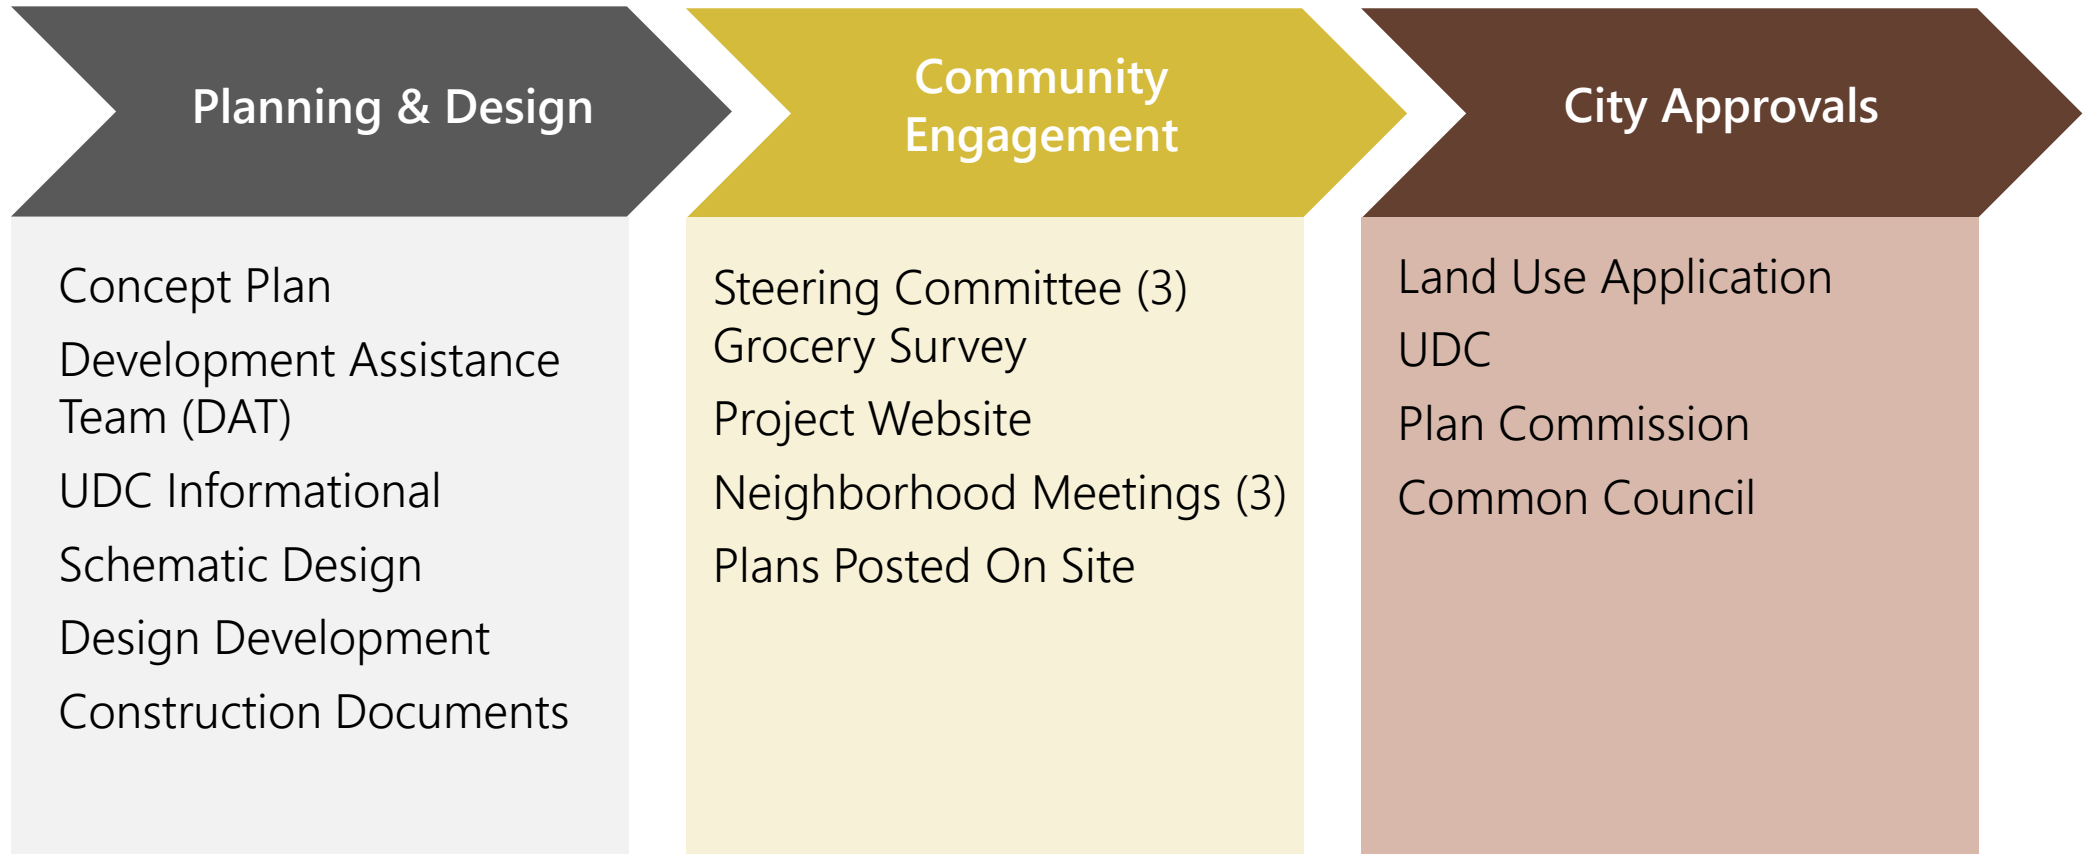 Planning & Design
Concept Plan
Development Assistance
Team (DAT)
UDC Informational
Schematic Design
Design Development
Construction Documents
Community
Engagement
Steering Committee (3)
Grocery Survey
Project Website
Neighborhood Meetings (3)
Plans Posted On Site
City Approvals
Land Use Application
UDC
Plan Commission
Common Council